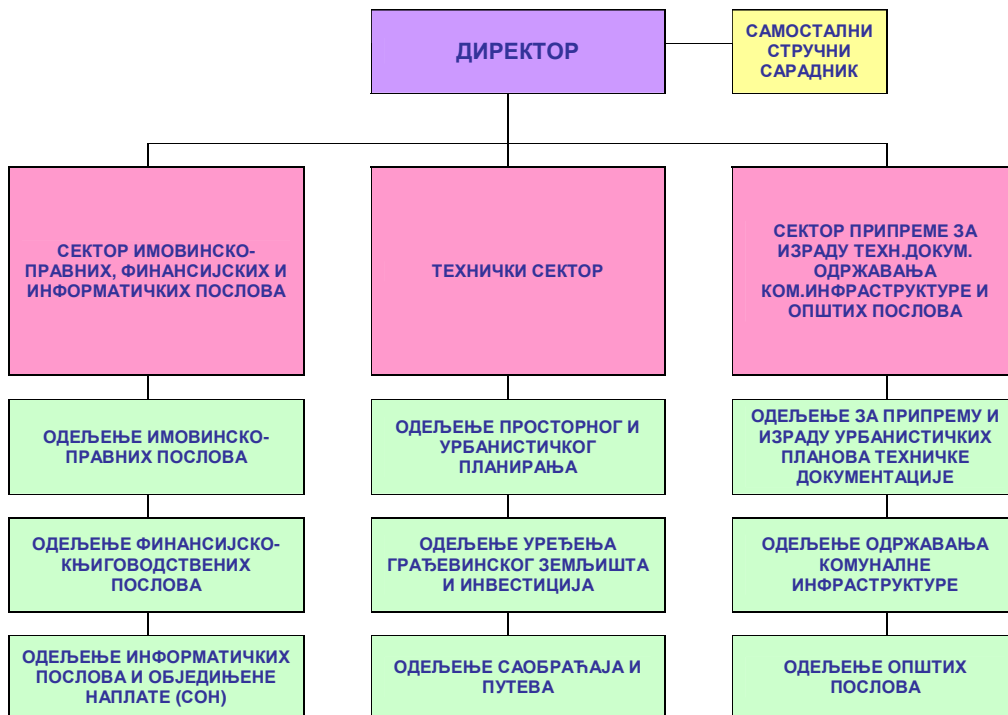 ДИРЕКТОР
САМОСТАЛНИ
СТРУЧНИ
САРАДНИК
СЕКТОР ИМОВИНСКО-
ПРАВНИХ, ФИНАНСИЈСКИХ И
ИНФОРМАТИЧКИХ ПОСЛОВА
ТЕХНИЧКИ СЕКТОР
СЕКТОР ПРИПРЕМЕ ЗА
ИЗРАДУ ТЕХН.ДОКУМ.
ОДРЖАВАЊА
КОМ.ИНФРАСТРУКТУРЕ И
ОПШТИХ ПОСЛОВА
ОДЕЉЕЊЕ ИМОВИНСКО-
ПРАВНИХ ПОСЛОВА
ОДЕЉЕЊЕ ПРОСТОРНОГ И
УРБАНИСТИЧКОГ
ПЛАНИРАЊА
ОДЕЉЕЊЕ ЗА ПРИПРЕМУ И
ИЗРАДУ УРБАНИСТИЧКИХ
ПЛАНОВА ТЕХНИЧКЕ
ДОКУМЕНТАЦИЈЕ
ОДЕЉЕЊЕ ФИНАНСИЈСКО-
КЊИГОВОДСТВЕНИХ
ПОСЛОВА
ОДЕЉЕЊЕ УРЕЂЕЊА
ГРАЂЕВИНСКОГ ЗЕМЉИШТА
И ИНВЕСТИЦИЈА
ОДЕЉЕЊЕ ОДРЖАВАЊА
КОМУНАЛНЕ
ИНФРАСТРУКТУРЕ
ОДЕЉЕЊЕ ИНФОРМАТИЧКИХ
ПОСЛОВА И ОБЈЕДИЊЕНЕ
НАПЛАТЕ (СОН)
ОДЕЉЕЊЕ САОБРАЋАЈА И
ПУТЕВА
ОДЕЉЕЊЕ ОПШТИХ
ПОСЛОВА